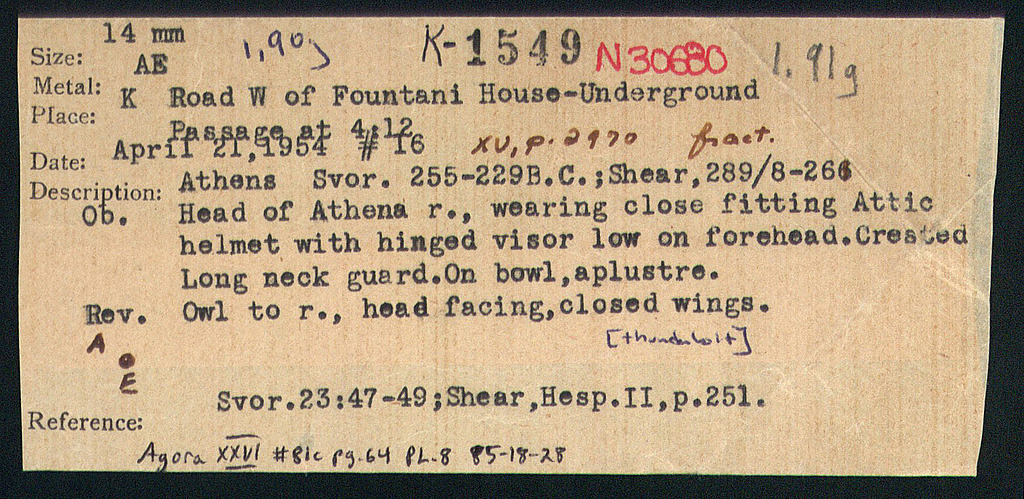 14 mm 1,90g K-1549 N30680 1.91g
Size:
AE
Metal: K Road W of Fountani House-Underground
Place: Passage at 4:12
Date: April 21,1954 # 16 XV, p. 2970 fract.
Description: Athens Svor. 255-229B.C.;Shear,289/8-261
Ob. Head of Athena r., wearing close fitting Attic
helmet with hinged visor low on forehead.Crested
Long neck guard.On bowl,aplustre.
Rev. Owl to r., head facing,closed wings.
A [thunderbolt]
Θ
E
Svor.23:47-49;Shear,Hesp.II,p.251.
Reference:
Agora XXVI #81c pg.64 PL.8 85-18-28